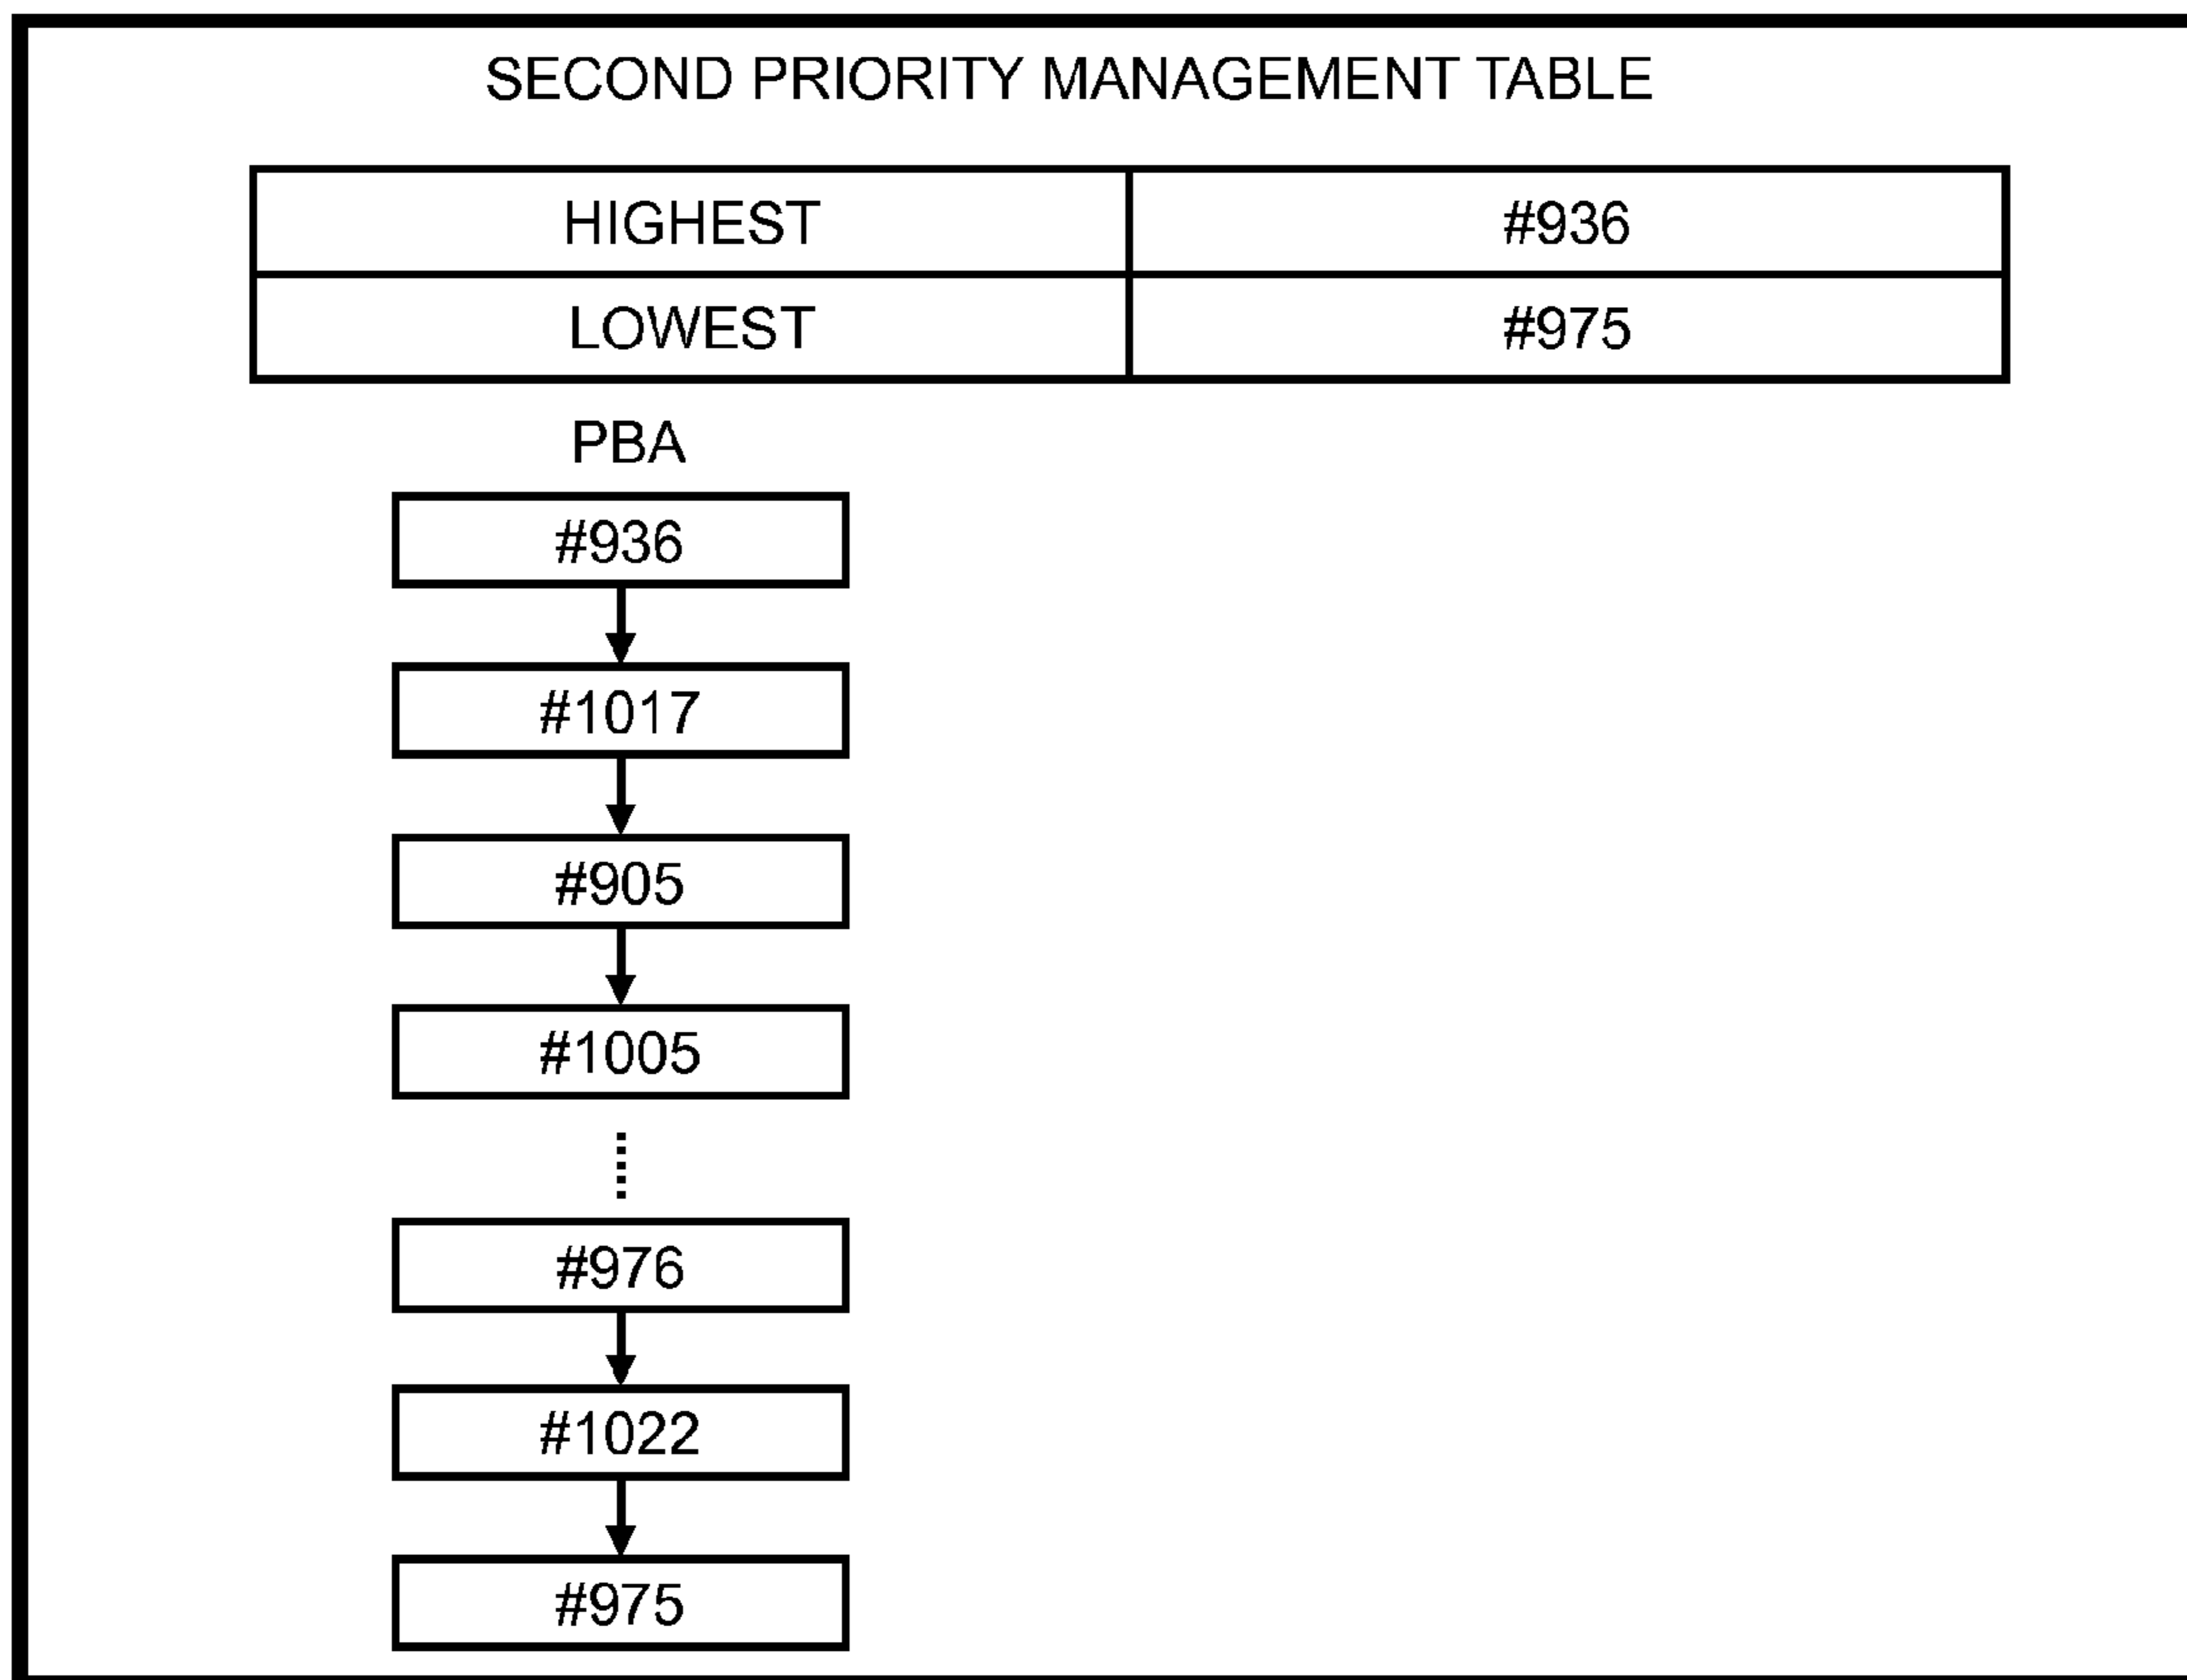 SECOND PRIORITY MANAGEMENT TABLE
HIGHEST #936
LOWEST #975
PBA
#936
#1017
#905
#1005
#976
#1022
#975